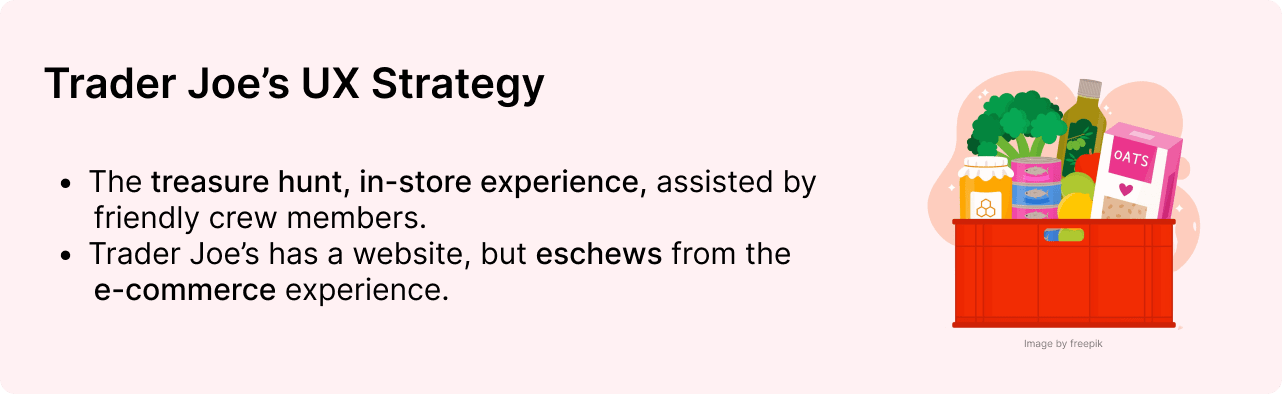 Trader Joe’s UX Strategy
• The treasure hunt, in-store experience, assisted by
friendly crew members.
• Trader Joe’s has a website, but eschews from the
e-commerce experience.
OATS
Image by freepik